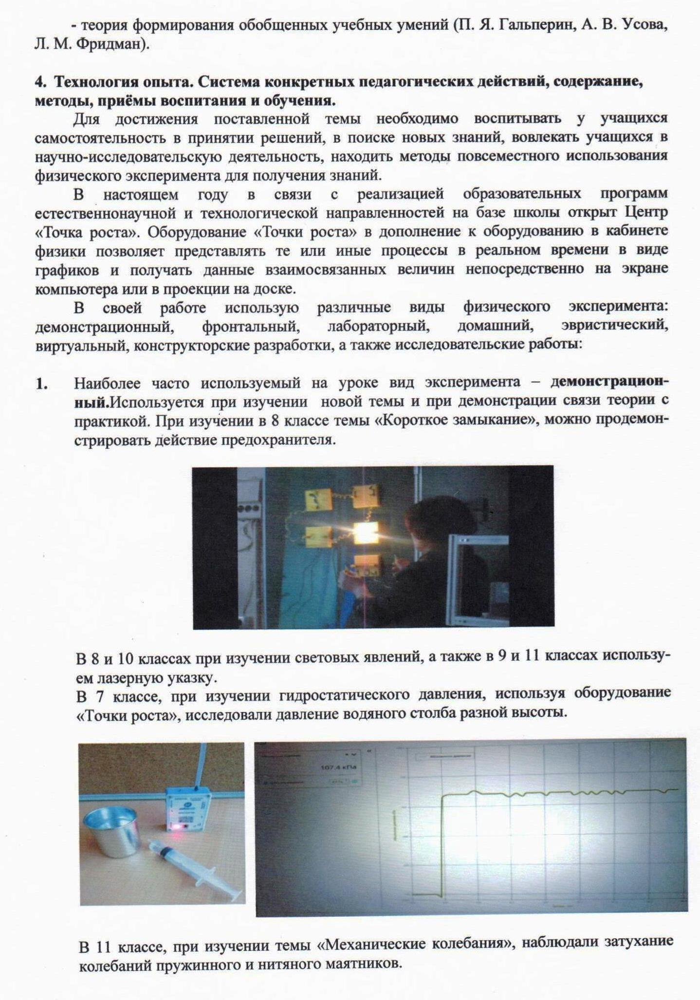 - теория формирования обобщенных учебных умений (П. Я. Гальперин, А. В. Усова,
Л. М. Фридман).
4. Технология опыта. Система конкретных педагогических действий, содержание,
методы, приёмы воспитания и обучения.
Для достижения поставленной темы необходимо воспитывать у учащихся
самостоятельность в принятии решений, в поиске новых знаний, вовлекать учащихся в
научно-исследовательскую деятельность, находить методы повсеместного использования
физического эксперимента для получения знаний.
В настоящем году в связи с реализацией образовательных программ
естественнонаучной и технологической направленностей на базе школы открыт Центр
«Точка роста». Оборудование «Точки роста» в дополнение к оборудованию в кабинете
физики позволяет представлять те или иные процессы в реальном времени в виде
графиков и получать данные взаимосвязанных величин непосредственно на экране
компьютера или в проекции на доске.
В своей работе использую различные виды физического эксперимента:
демонстрационный, фронтальный, лабораторный, домашний, эвристический,
виртуальный, конструкторские разработки, а также исследовательские работы:
1. Наиболее часто используемый на уроке вид эксперимента – демонстрацион-
ный.Используется при изучении новой темы и при демонстрации связи теории с
практикой. При изучении в 8 классе темы «Короткое замыкание», можно продемон-
стрировать действие предохранителя.
В 8 и 10 классах при изучении световых явлений, а также в 9 и 11 классах использу-
ем лазерную указку.
В 7 классе, при изучении гидростатического давления, используя оборудование
«Точки роста», исследовали давление водяного столба разной высоты.
107.4 кПа
В 11 классе, при изучении темы «Механические колебания», наблюдали затухание
колебаний пружинного и нитяного маятников.